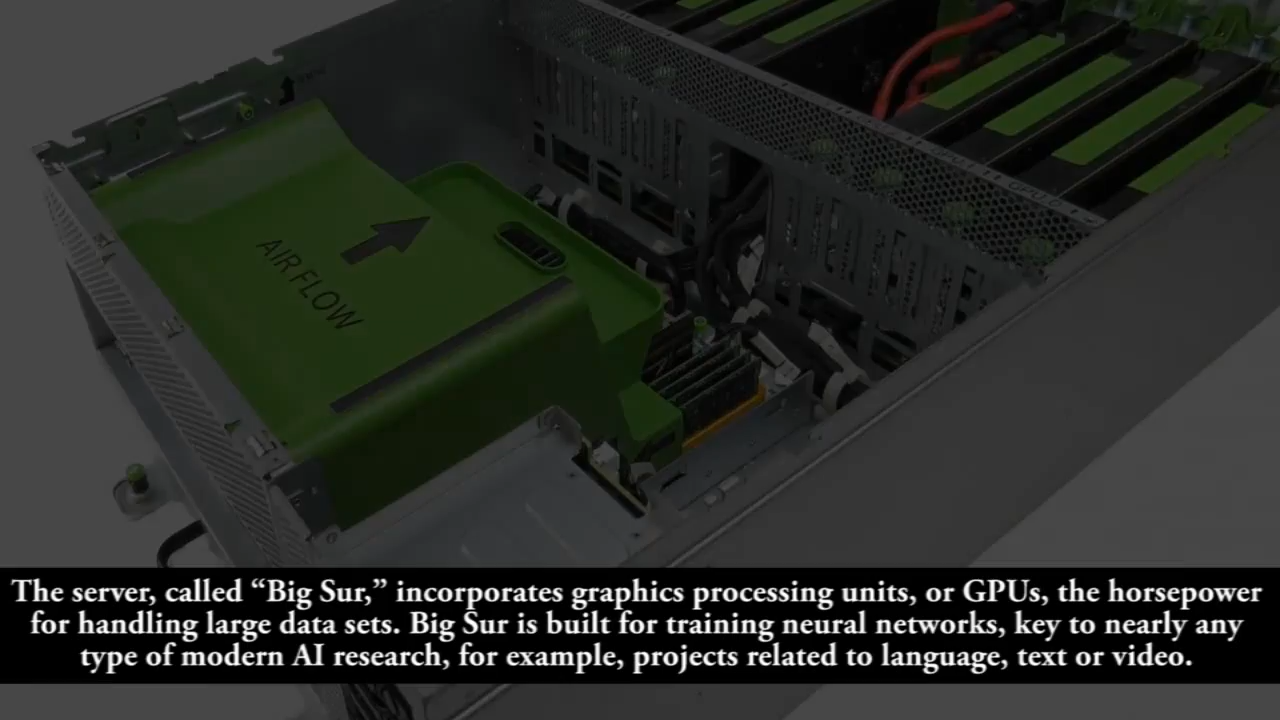 AIR FLOW
The server, called “Big Sur,” incorporates graphics processing units, or GPUs, the horsepower
for handling large data sets. Big Sur is built for training neural networks, key to nearly any
type of modern AI research, for example, projects related to language, text or video.